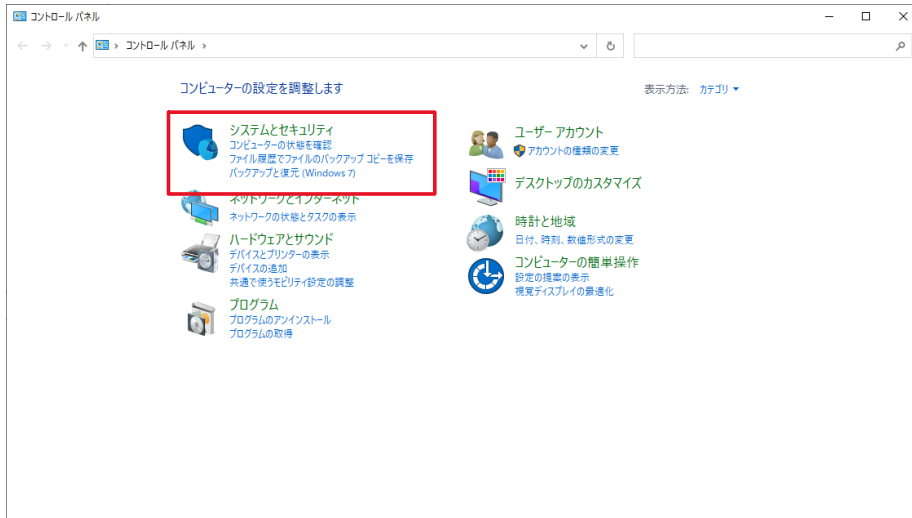 コントロール パネル
コントロール パネル
コンピューターの設定を調整します
表示方法: カテゴリ
システムとセキュリティ
コンピューターの状態を確認
ファイル履歴でファイルのバックアップ コピーを保存
バックアップと復元 (Windows 7)
ネットワークとインターネット
ネットワークの状態とタスクの表示
ハードウェアとサウンド
デバイスとプリンターの表示
デバイスの追加
共通で使うモビリティ設定の調整
プログラム
プログラムのアンインストール
プログラムの取得
ユーザー アカウント
アカウントの種類の変更
デスクトップのカスタマイズ
時計と地域
日付、時刻、数値形式の変更
コンピューターの簡単操作
設定の提案の表示
視覚ディスプレイの最適化